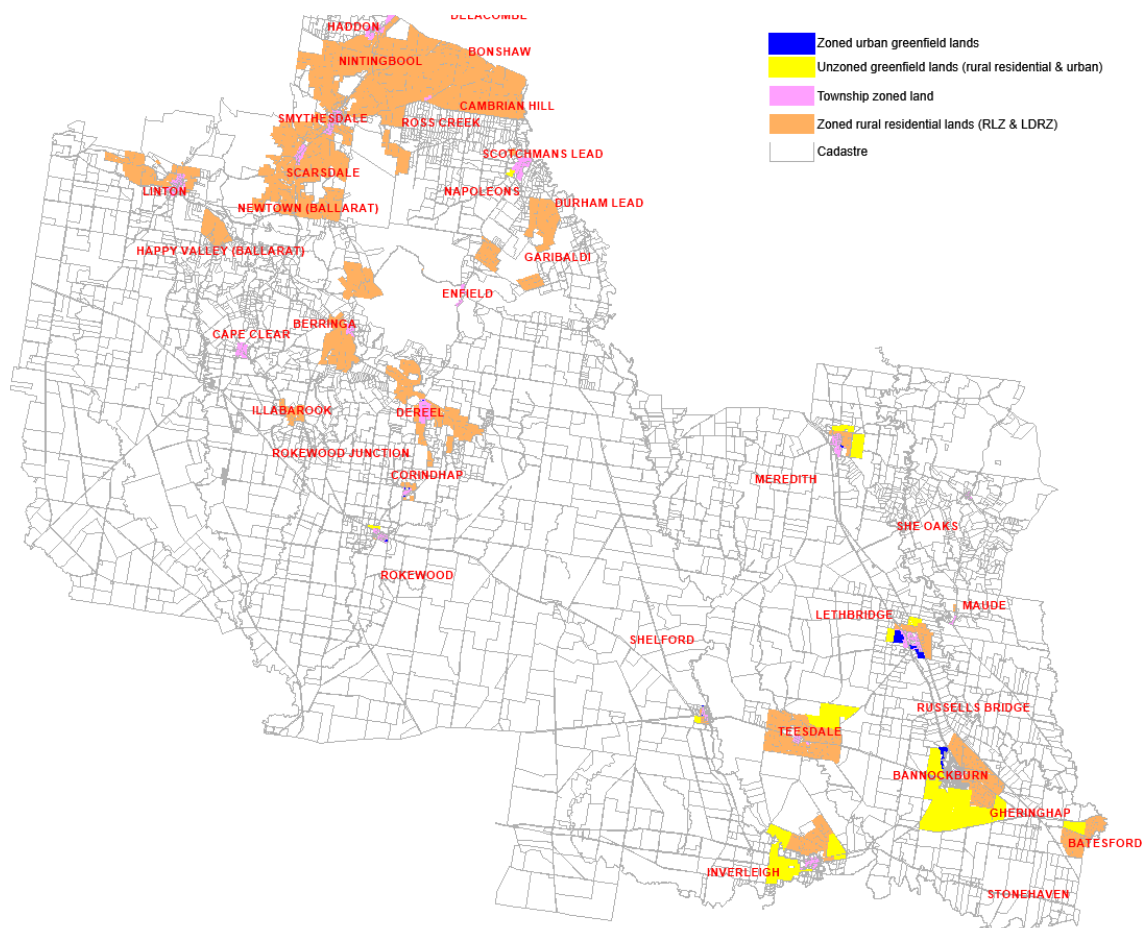 DELACOMBE
HADDON
BONSHAW
NINTINGBOOL
CAMBRIAN HILL
SMYTHESDALE
ROSS CREEK
SCOTCHMANS LEAD
SCARSDALE
LINTON
NAPOLEONS
DURHAM LEAD
NEWTOWN (BALLARAT)
HAPPY VALLEY (BALLARAT)
GARIBALDI
ENFIELD
BERRINGA
CAPE CLEAR
ILLABAROOK
DEREEL
ROKEWOOD JUNCTION
CORINDHAP
MEREDITH
SHE OAKS
ROKEWOOD
MAUDE
LETHBRIDGE
SHELFORD
RUSSELLS BRIDGE
TEESDALE
BANNOCKBURN
GHERINGHAP
BATESFORD
INVERLEIGH
STONEHAVEN
Zoned urban greenfield lands
Unzoned greenfield lands (rural residential & urban)
Township zoned land
Zoned rural residential lands (RLZ & LDRZ)
Cadastre